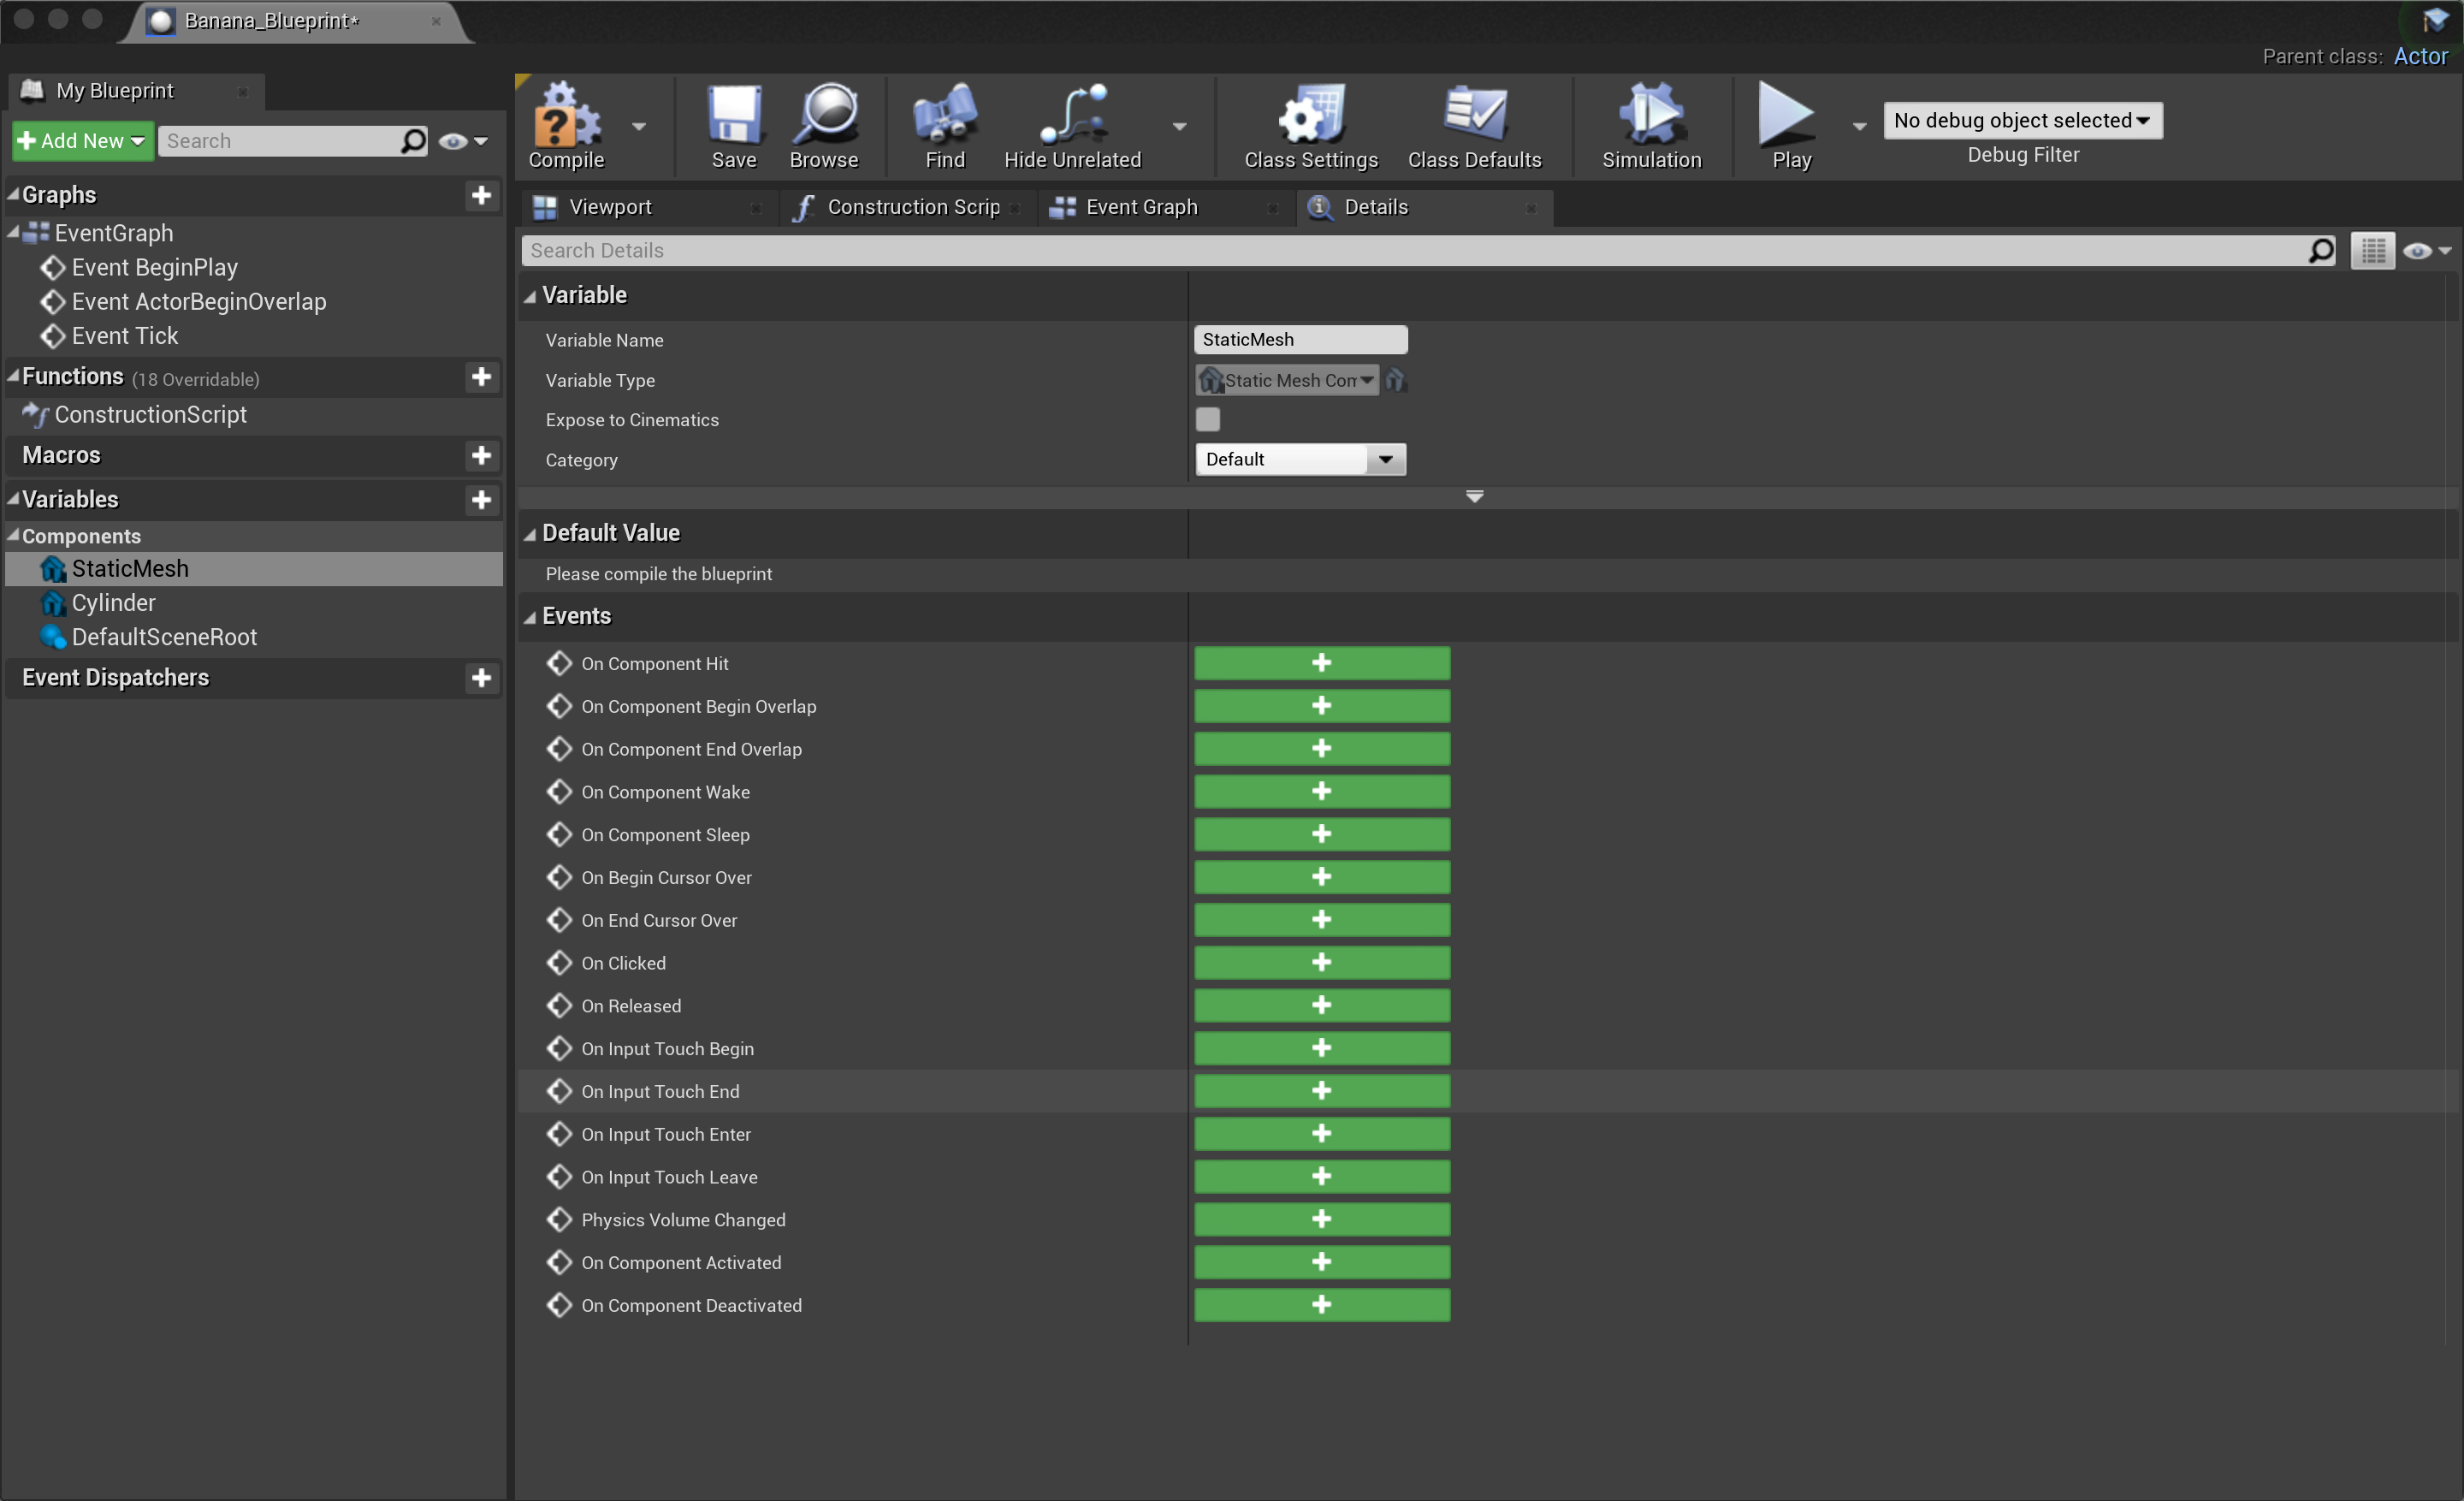 Banana_Blueprint*
Parent class: Actor
My Blueprint
Add New
Search
Graphs
EventGraph
Event BeginPlay
Event ActorBeginOverlap
Event Tick
Functions (18 Overridable)
ConstructionScript
Macros
Variables
Components
StaticMesh
Cylinder
DefaultSceneRoot
Event Dispatchers
Compile
Save
Browse
Find
Hide Unrelated
Class Settings
Class Defaults
Simulation
Play
No debug object selected
Debug Filter
Viewport
Construction Scrip
Event Graph
Details
Search Details
Variable
Variable Name StaticMesh
Variable Type Static Mesh Con
Expose to Cinematics
Category Default
Default Value
Please compile the blueprint
Events
On Component Hit
On Component Begin Overlap
On Component End Overlap
On Component Wake
On Component Sleep
On Begin Cursor Over
On End Cursor Over
On Clicked
On Released
On Input Touch Begin
On Input Touch End
On Input Touch Enter
On Input Touch Leave
Physics Volume Changed
On Component Activated
On Component Deactivated